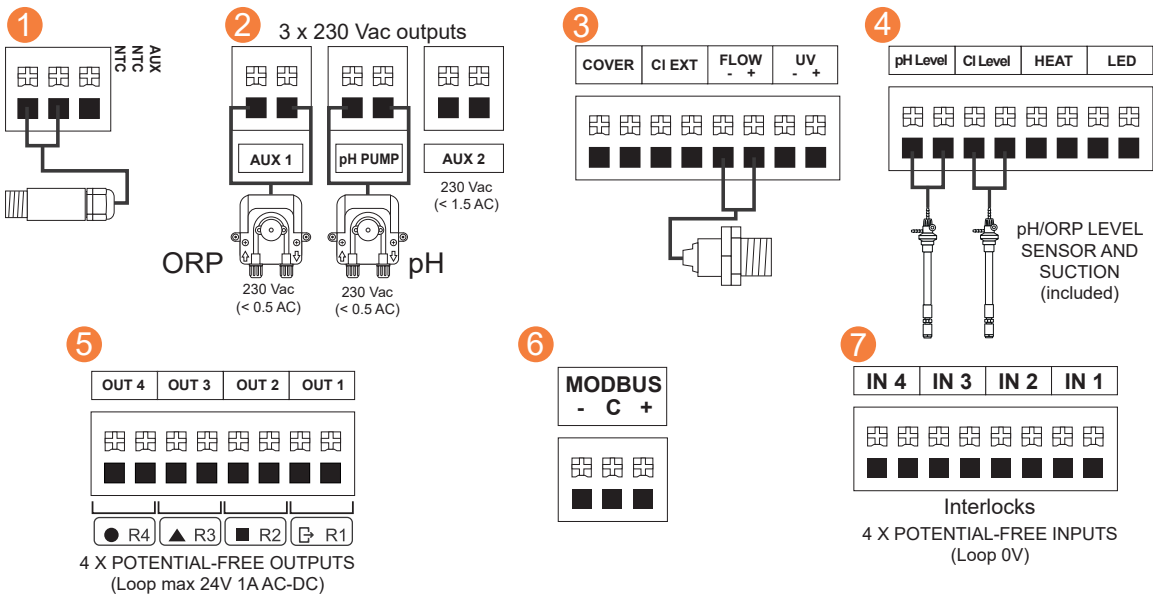 1
AUX
NTC
NTC
2
3 x 230 Vac outputs
AUX 1
pH PUMP
AUX 2
230 Vac
(< 1.5 AC)
ORP
pH
230 Vac
(< 0.5 AC)
230 Vac
(< 0.5 AC)
3
COVER
CI EXT
FLOW
- +
UV
- +
4
pH Level
CI Level
HEAT
LED
pH/ORP LEVEL
SENSOR AND
SUCTION
(included)
5
OUT 4
OUT 3
OUT 2
OUT 1
R4
R3
R2
R1
4 X POTENTIAL-FREE OUTPUTS
(Loop max 24V 1A AC-DC)
6
MODBUS
- C +
7
IN 4
IN 3
IN 2
IN 1
Interlocks
4 X POTENTIAL-FREE INPUTS
(Loop 0V)